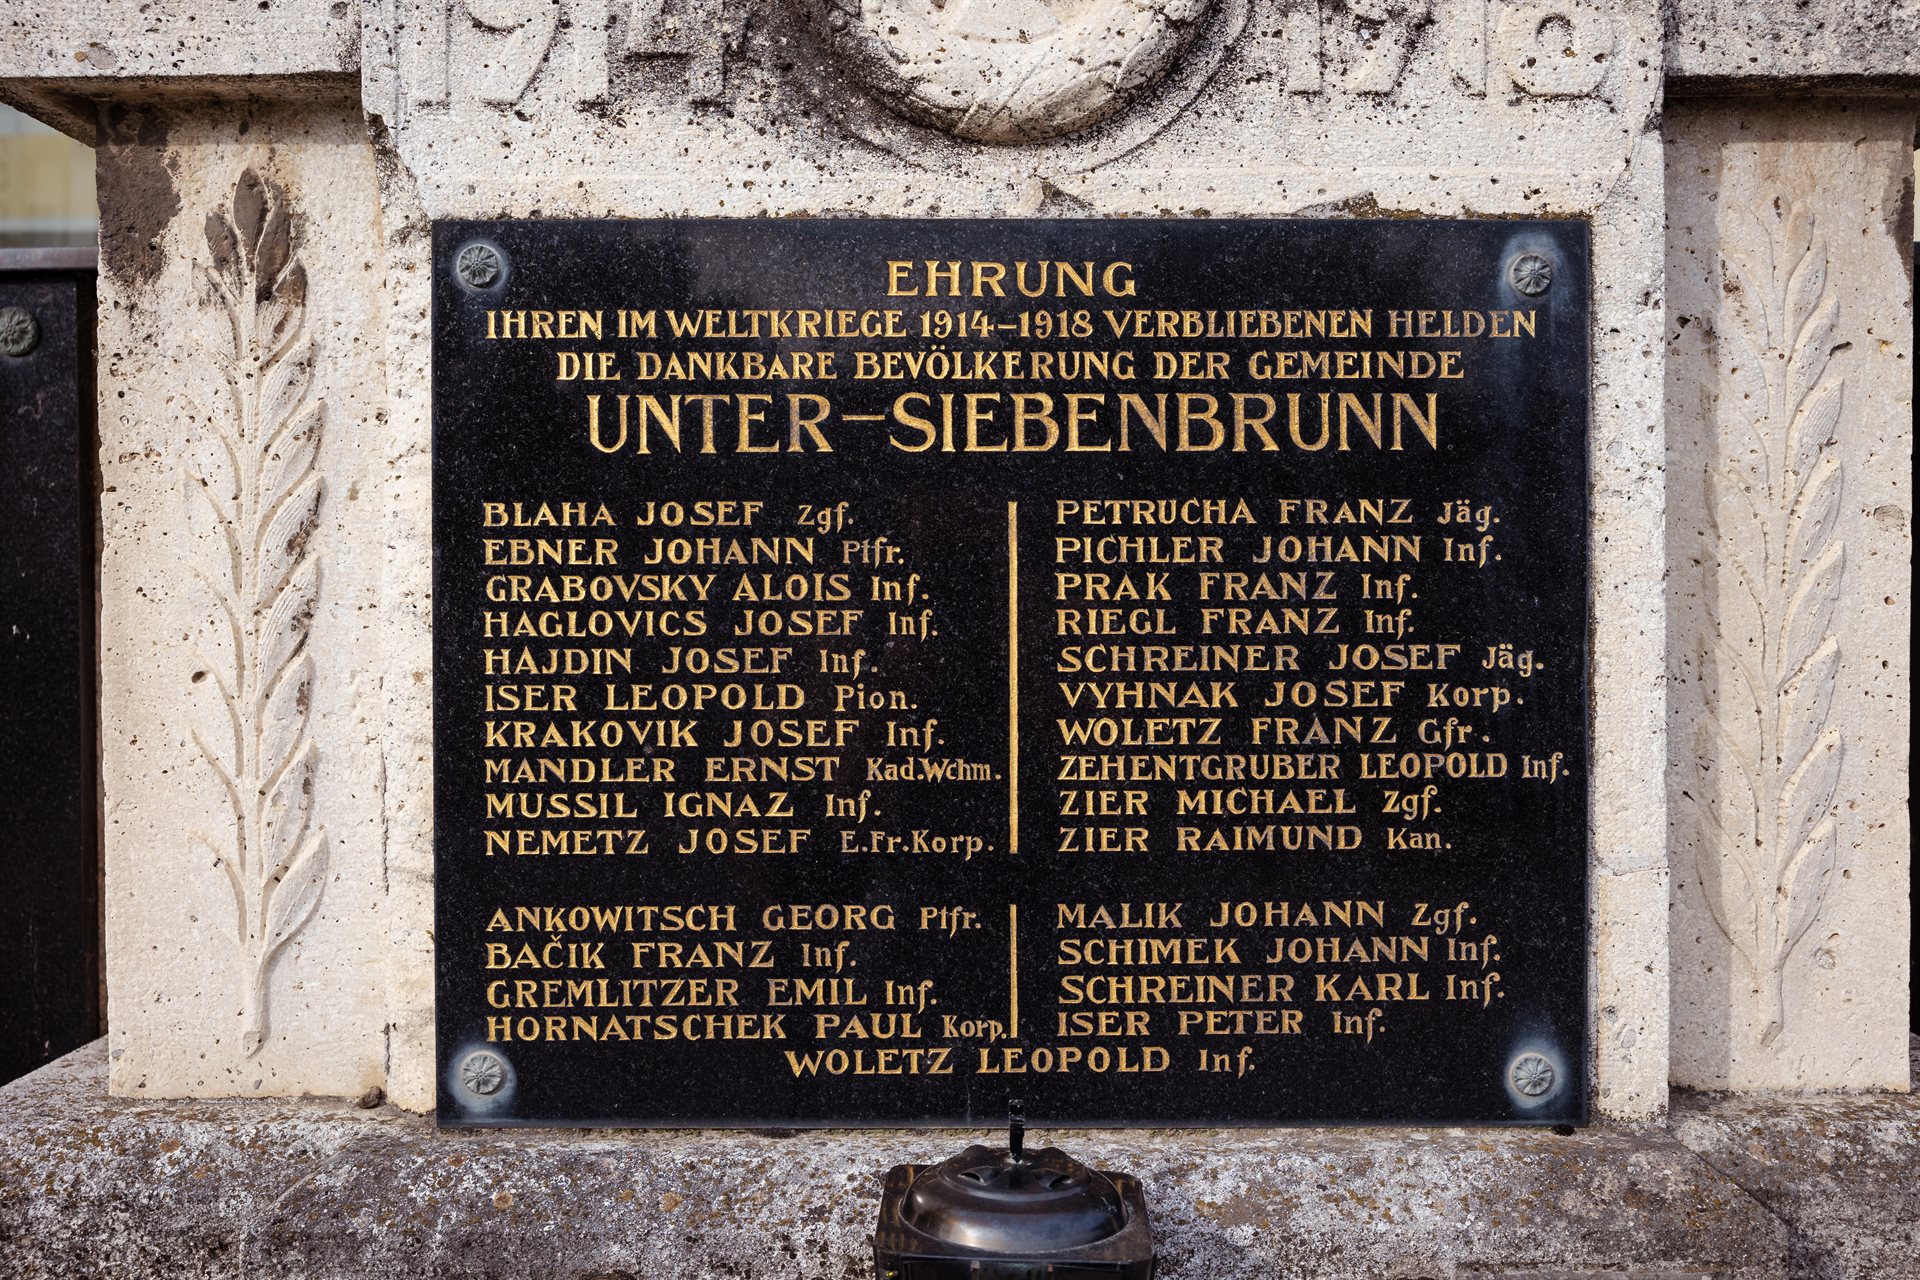 1914 1918
EHRUNG
IHREN IM WELTKRIEGE 1914–1918 VERBLIEBENEN HELDEN
DIE DANKBARE BEVÖLKERUNG DER GEMEINDE
UNTER–SIEBENBRUNN
BLAHA JOSEF Zgf.
EBNER JOHANN Ptfr.
GRABOVSKY ALOIS Inf.
HAGLOVICS JOSEF Inf.
HAJDIN JOSEF Inf.
ISER LEOPOLD Pion.
KRAKOVIK JOSEF Inf.
MANDLER ERNST Kad.Wchm.
MUSSIL IGNAZ Inf.
NEMETZ JOSEF E.Fr.Korp.
PETRUCHA FRANZ Jäg.
PICHLER JOHANN Inf.
PRAK FRANZ Inf.
RIEGL FRANZ Inf.
SCHREINER JOSEF Jäg.
VYHNAK JOSEF Korp.
WOLETZ FRANZ Gfr.
ZEHENTGRUBER LEOPOLD Inf.
ZIER MICHAEL Zgf.
ZIER RAIMUND Kan.
ANKOWITSCH GEORG Ptfr.
BAČIK FRANZ Inf.
GREMLITZER EMIL Inf.
HORNATSCHEK PAUL Korp.
MALIK JOHANN Zgf.
SCHIMEK JOHANN Inf.
SCHREINER KARL Inf.
ISER PETER Inf.
WOLETZ LEOPOLD Inf.